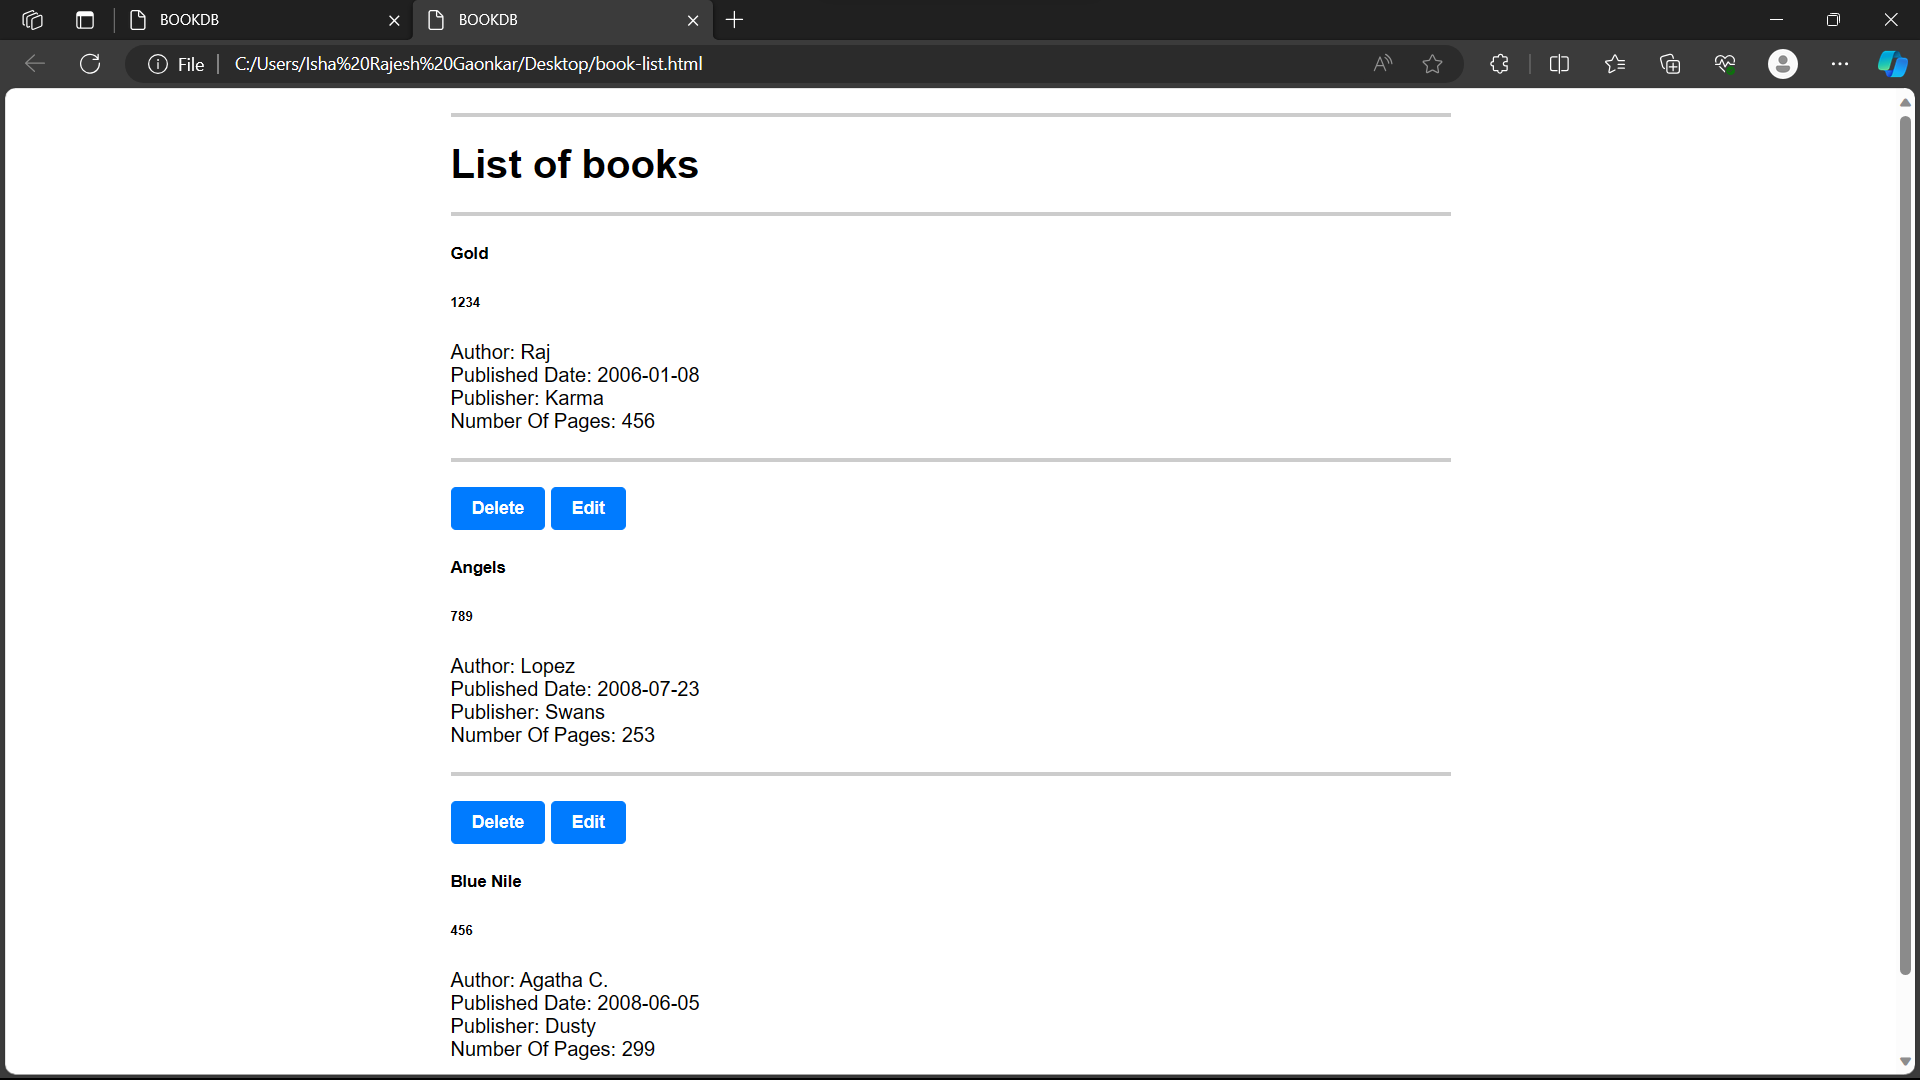 BOOKDB
BOOKDB
File
C:/Users/Isha%20Rajesh%20Gaonkar/Desktop/book-list.html
List of books
Gold
1234
Author: Raj
Published Date: 2006-01-08
Publisher: Karma
Number Of Pages: 456
Delete Edit
Angels
789
Author: Lopez
Published Date: 2008-07-23
Publisher: Swans
Number Of Pages: 253
Delete Edit
Blue Nile
456
Author: Agatha C.
Published Date: 2008-06-05
Publisher: Dusty
Number Of Pages: 299